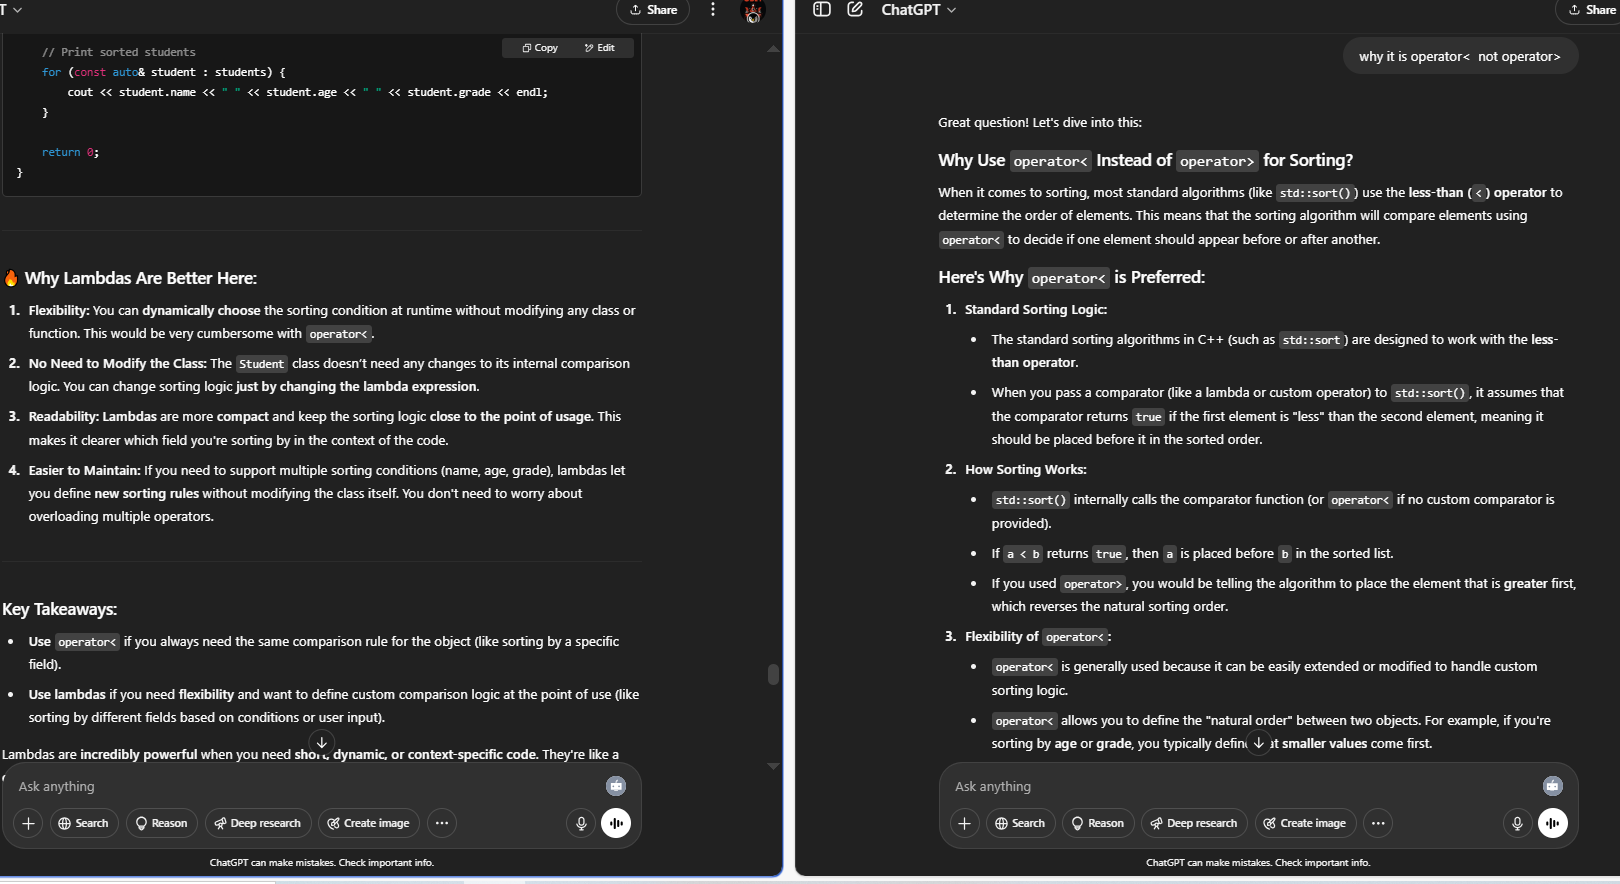 T
Share
// Print sorted students
Copy
Edit
for (const auto& student : students) {
cout << student.name << " " << student.age << " " << student.grade << endl;
}
return 0;
}
🔥 Why Lambdas Are Better Here:
1. Flexibility: You can dynamically choose the sorting condition at runtime without modifying any class or
function. This would be very cumbersome with operator<.
2. No Need to Modify the Class: The Student class doesn’t need any changes to its internal comparison
logic. You can change sorting logic just by changing the lambda expression.
3. Readability: Lambdas are more compact and keep the sorting logic close to the point of usage. This
makes it clearer which field you're sorting by in the context of the code.
4. Easier to Maintain: If you need to support multiple sorting conditions (name, age, grade), lambdas let
you define new sorting rules without modifying the class itself. You don't need to worry about
overloading multiple operators.
Key Takeaways:
• Use operator< if you always need the same comparison rule for the object (like sorting by a specific
field).
• Use lambdas if you need flexibility and want to define custom comparison logic at the point of use (like
sorting by different fields based on conditions or user input).
Lambdas are incredibly powerful when you need short, dynamic, or context-specific code. They're like a
Ask anything
Search
Reason
Deep research
Create image
ChatGPT can make mistakes. Check important info.
ChatGPT
Share
why it is operator<  not operator>
Great question! Let's dive into this:
Why Use operator< Instead of operator> for Sorting?
When it comes to sorting, most standard algorithms (like std::sort()) use the less-than (<) operator to
determine the order of elements. This means that the sorting algorithm will compare elements using
operator< to decide if one element should appear before or after another.
Here's Why operator< is Preferred:
1. Standard Sorting Logic:
• The standard sorting algorithms in C++ (such as std::sort) are designed to work with the less-
than operator.
• When you pass a comparator (like a lambda or custom operator) to std::sort(), it assumes that
the comparator returns true if the first element is "less" than the second element, meaning it
should be placed before it in the sorted order.
2. How Sorting Works:
• std::sort() internally calls the comparator function (or operator< if no custom comparator is
provided).
• If a < b returns true, then a is placed before b in the sorted list.
• If you used operator>, you would be telling the algorithm to place the element that is greater first,
which reverses the natural sorting order.
3. Flexibility of operator<:
• operator< is generally used because it can be easily extended or modified to handle custom
sorting logic.
• operator< allows you to define the "natural order" between two objects. For example, if you're
sorting by age or grade, you typically define at smaller values come first.
Ask anything
Search
Reason
Deep research
Create image
ChatGPT can make mistakes. Check important info.